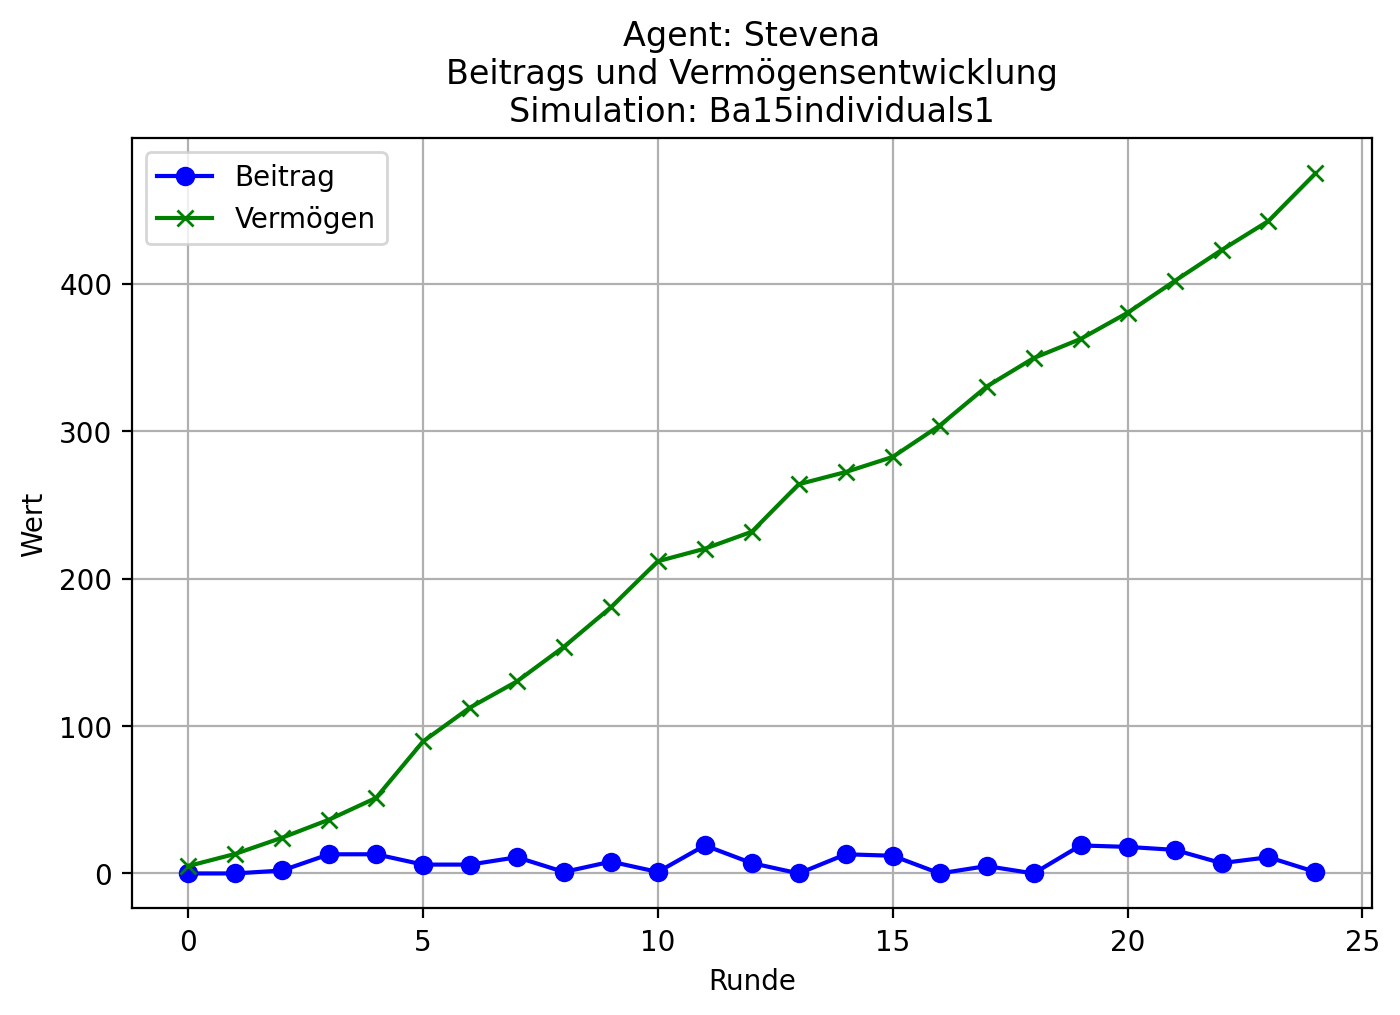 Agent: Stevena
Beitrags und Vermögensentwicklung
Simulation: Ba15individuals1
Beitrag
Vermögen
400
300
200
100
0
Wert
0 5 10 15 20 25
Runde